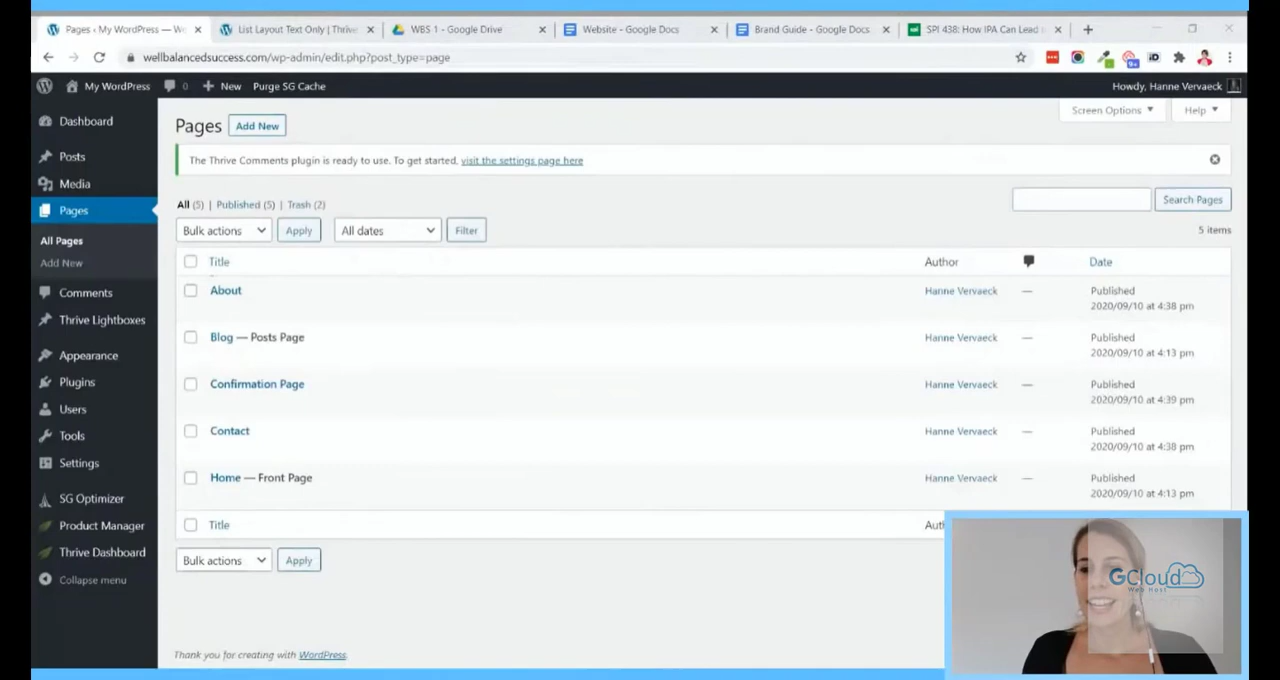 Pages ‹ My WordPress — We
List Layout Text Only | Thrive
WBS 1 - Google Drive
Website - Google Docs
Brand Guide - Google Docs
SPI 438: How IPA Can Lead
wellbalancedsuccess.com/wp-admin/edit.php?post_type=page
My WordPress 0 New Purge SG Cache
Howdy, Hanne Vervaeck
Dashboard
Posts
Media
Pages
All Pages
Add New
Comments
Thrive Lightboxes
Appearance
Plugins
Users
Tools
Settings
SG Optimizer
Product Manager
Thrive Dashboard
Collapse menu
Screen Options Help
Pages Add New
The Thrive Comments plugin is ready to use. To get started, visit the settings page here
All (5) | Published (5) | Trash (2)
Search Pages
Bulk actions Apply All dates Filter
5 items
Title Author Date
About Hanne Vervaeck — Published
2020/09/10 at 4:38 pm
Blog — Posts Page Hanne Vervaeck — Published
2020/09/10 at 4:13 pm
Confirmation Page Hanne Vervaeck — Published
2020/09/10 at 4:39 pm
Contact Hanne Vervaeck — Published
2020/09/10 at 4:38 pm
Home — Front Page Hanne Vervaeck — Published
2020/09/10 at 4:13 pm
Title Auth
Bulk actions Apply
Thank you for creating with WordPress.
GCloud
Web Host